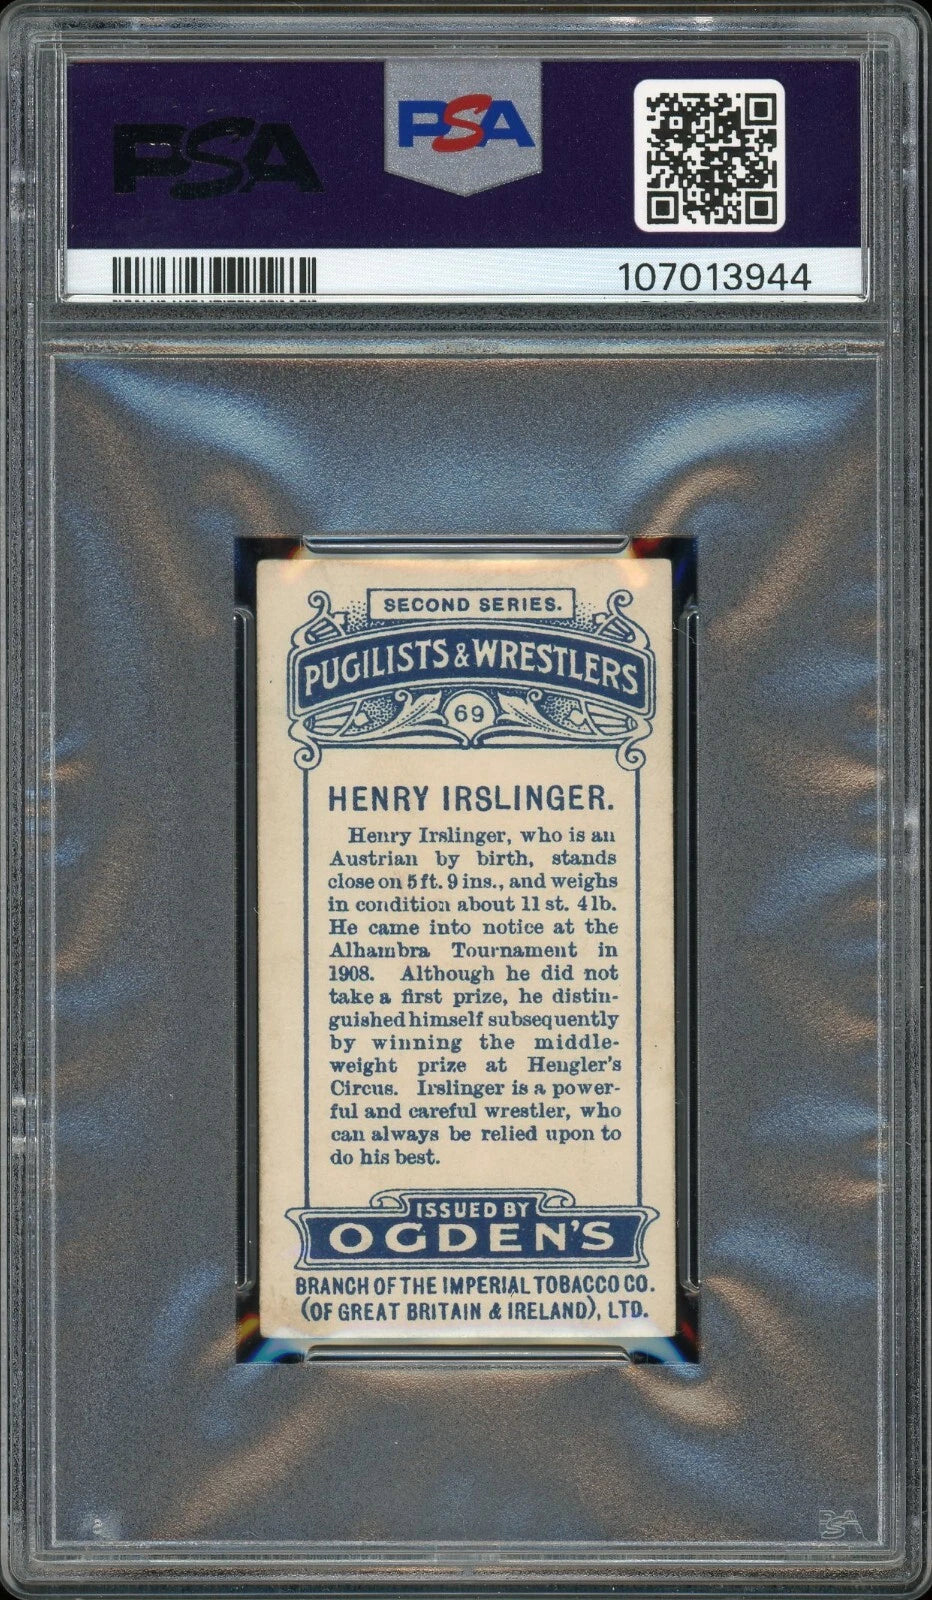 PSA
PSA
107013944
SECOND SERIES.
PUGILISTS & WRESTLERS
69
HENRY IRSLINGER.
Henry Irslinger, who is an
Austrian by birth, stands
close on 5 ft. 9 ins., and weighs
in condition about 11 st. 4 lb.
He came into notice at the
Alhambra Tournament in
1908. Although he did not
take a first prize, he distin-
guished himself subsequently
by winning the middle-
weight prize at Hengler's
Circus. Irslinger is a power-
ful and careful wrestler, who
can always be relied upon to
do his best.
ISSUED BY
OGDEN'S
BRANCH OF THE IMPERIAL TOBACCO CO.
(OF GREAT BRITAIN & IRELAND), LTD.
PSA